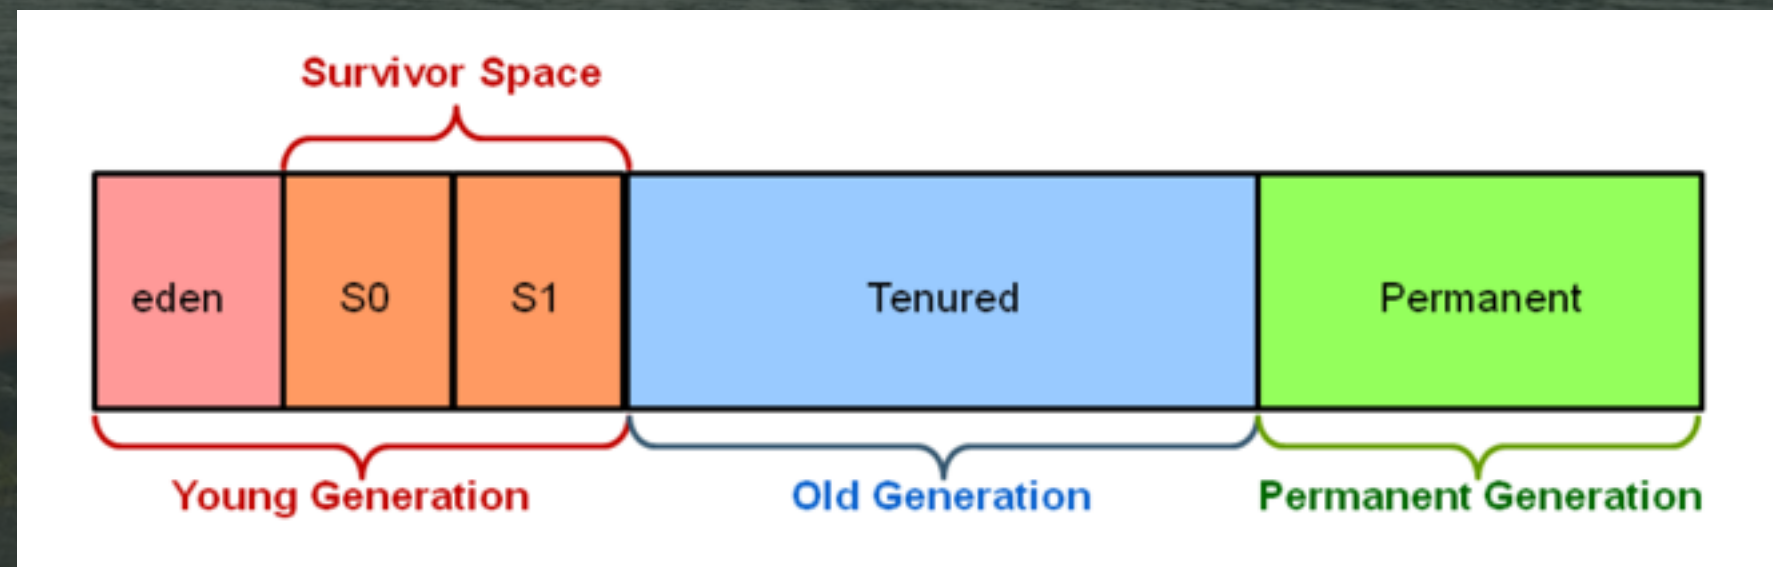 Survivor Space
eden S0 S1 Tenured Permanent
Young Generation Old Generation Permanent Generation